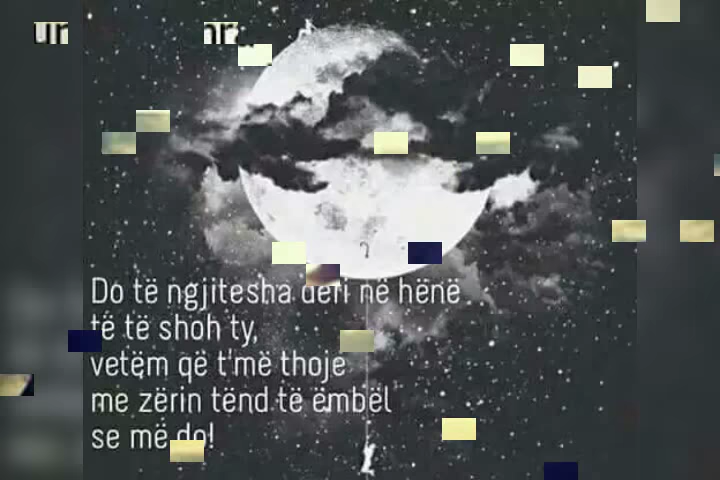 Do të ngjitesha deri në hënë
të të shoh ty,
vetëm që t'më thoje
me zërin tënd të ëmbël
se më do!